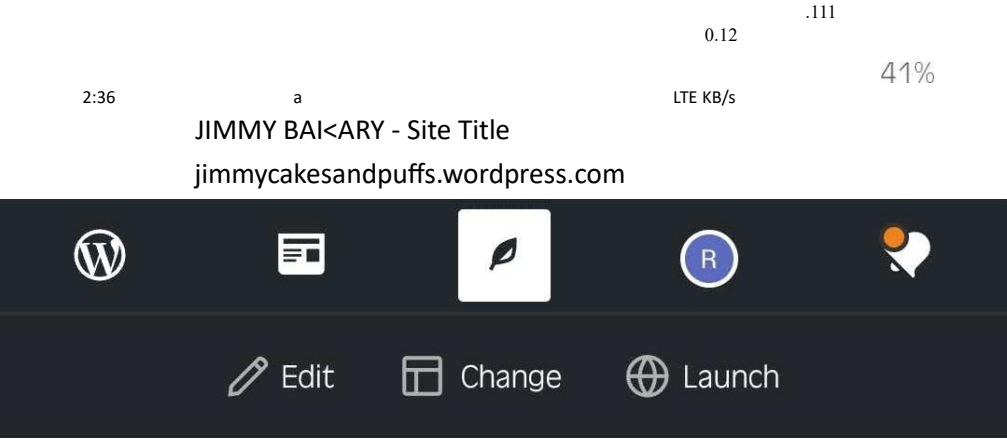 .111
0.12
41%
2:36 a LTE KB/s
JIMMY BAI<ARY - Site Title
jimmycakesandpuffs.wordpress.com
W R
Edit Change Launch